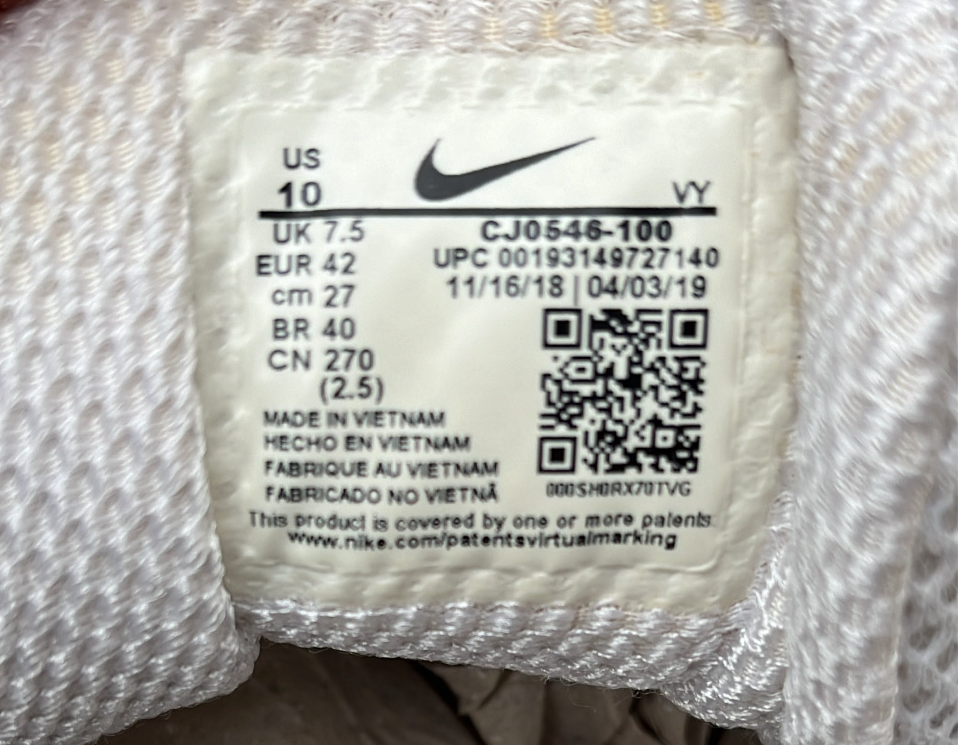 US
10
VY
UK 7.5
CJ0546-100
EUR 42
UPC 00193149727140
cm 27
11/16/18 | 04/03/19
BR 40
CN 270
(2.5)
MADE IN VIETNAM
HECHO EN VIETNAM
FABRIQUE AU VIETNAM
FABRICADO NO VIETNÃ
000SH0RX70TVG
This product is covered by one or more patents.
www.nike.com/patentsvirtualmarking